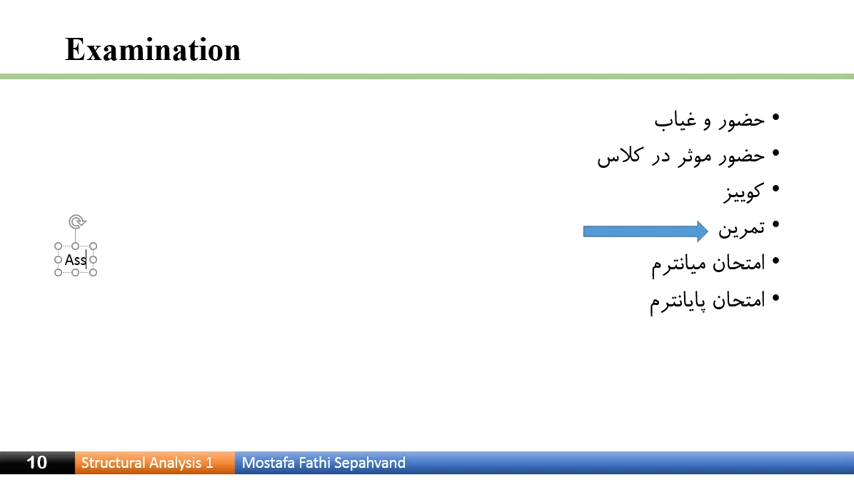 Examination
حضور و غیاب
حضور موثر در کلاس
کوییز
تمرین
Ass
امتحان میانترم
امتحان پایانترم
10 Structural Analysis 1 Mostafa Fathi Sepahvand